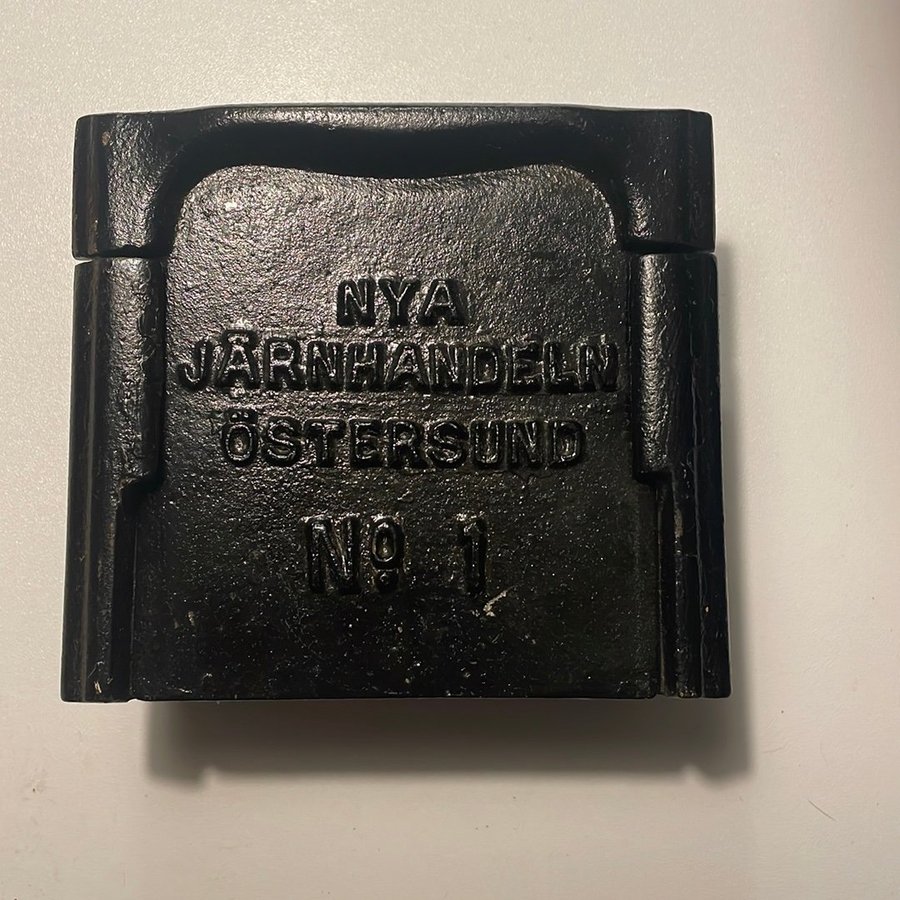 NYA
JÄRNHANDELN
ÖSTERSUND
Nº 1